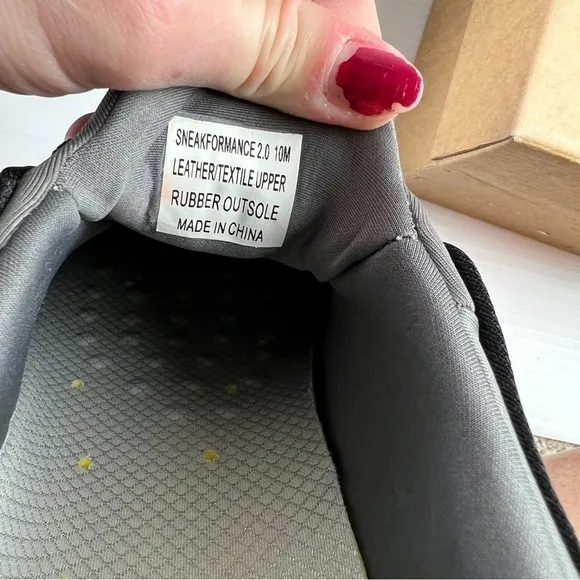 SNEAKFORMANCE 2.0 10M
LEATHER/TEXTILE UPPER
RUBBER OUTSOLE
MADE IN CHINA